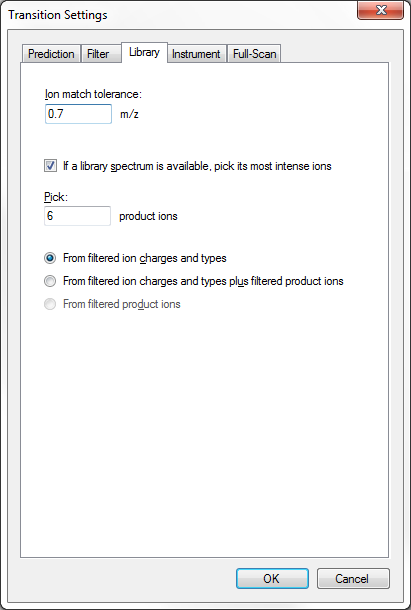 Transition Settings
Prediction Filter Library Instrument Full-Scan
Ion match tolerance:
0.7 m/z
If a library spectrum is available, pick its most intense ions
Pick:
6 product ions
From filtered ion charges and types
From filtered ion charges and types plus filtered product ions
From filtered product ions
OK Cancel